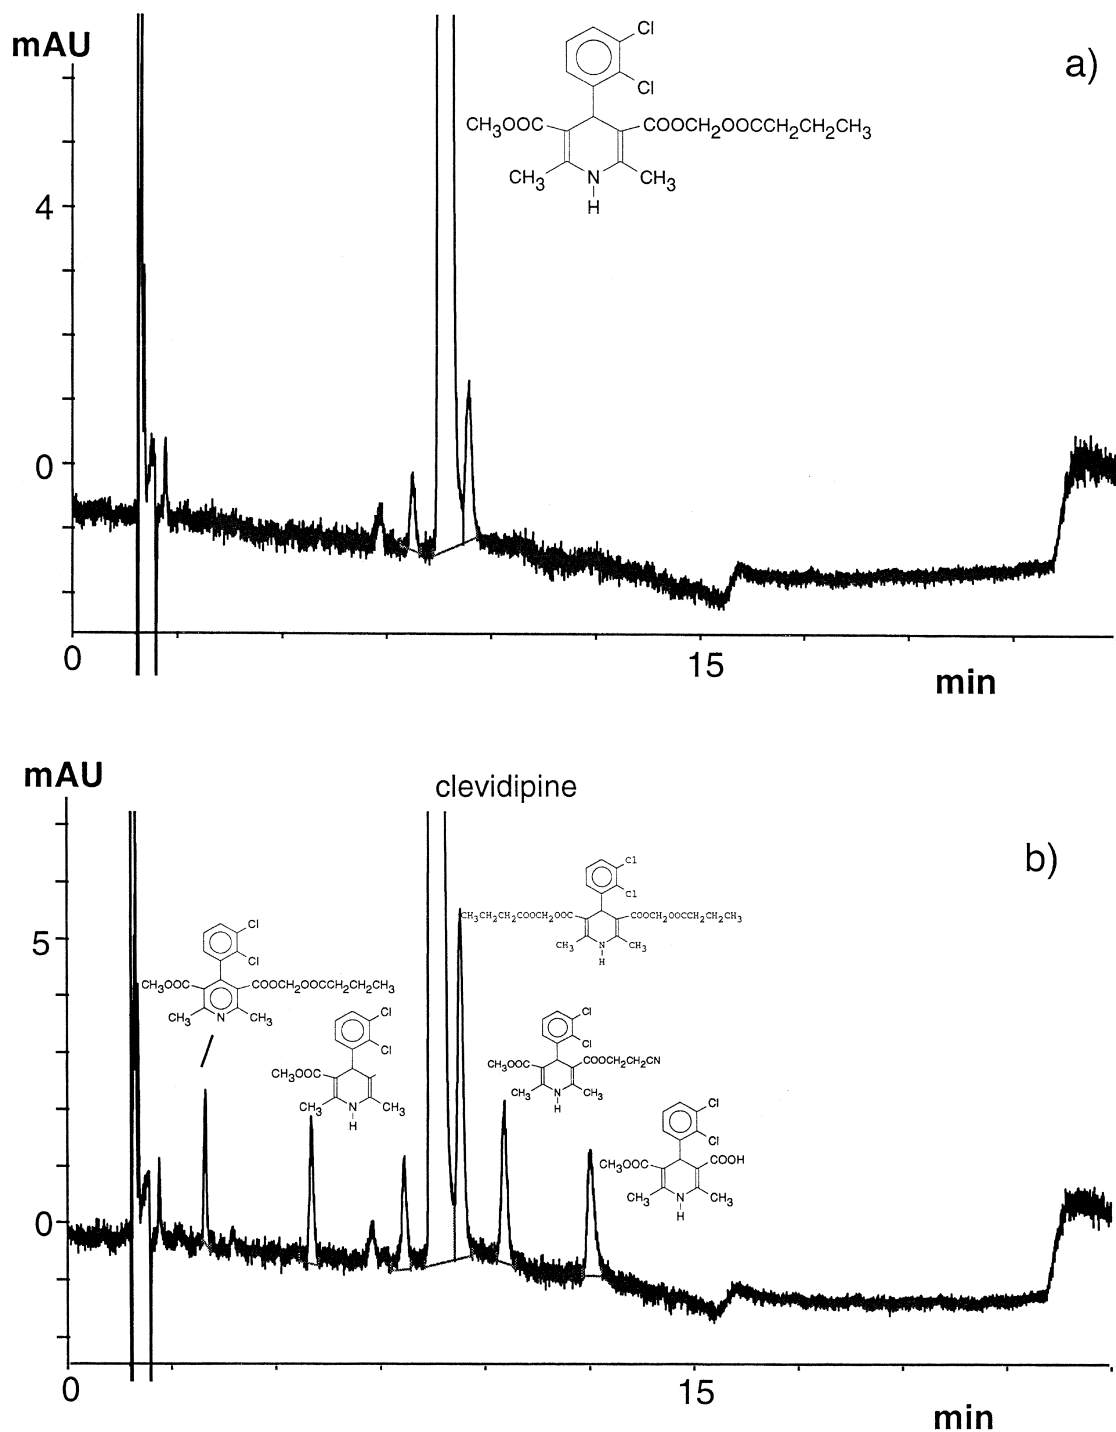 mAU
a)
Cl
Cl
CH3OOC
COOCH2OOCCH2CH2CH3
CH3
N
CH3
H
4
0
0
15
min
mAU
clevidipine
b)
Cl
Cl
CH3CH2CH2COOCH2OOC
COOCH2OOCCH2CH2CH3
CH3
N
CH3
H
5
Cl
Cl
CH3OOC
COOCH2OOCCH2CH2CH3
CH3
N
CH3
Cl
Cl
CH3OOC
CH3
N
CH3
H
Cl
Cl
CH3OOC
COOCH2CH2CN
CH3
N
CH3
H
Cl
Cl
CH3OOC
COOH
CH3
N
CH3
H
0
0
15
min